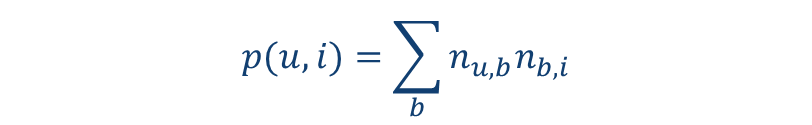 p(u, i) = ∑_b n_{u,b} n_{b,i}